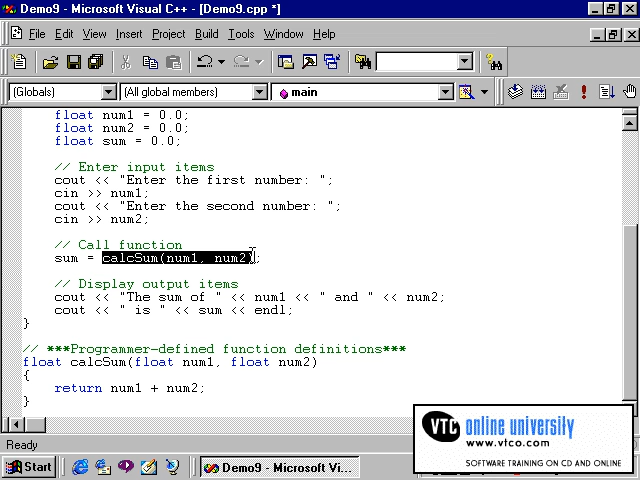 Demo9 - Microsoft Visual C++ - [Demo9.cpp *]
File Edit View Insert Project Build Tools Window Help
(Globals) (All global members) main
float num1 = 0.0;
float num2 = 0.0;
float sum = 0.0;
// Enter input items
cout << "Enter the first number: ";
cin >> num1;
cout << "Enter the second number: ";
cin >> num2;
// Call function
sum = calcSum(num1, num2);
// Display output items
cout << "The sum of " << num1 << " and " << num2;
cout << " is " << sum << endl;
}
// ***Programmer-defined function definitions***
float calcSum(float num1, float num2)
{
return num1 + num2;
}
Ready
Start Demo9 - Microsoft Vi...
VTC online university
www.vtco.com
SOFTWARE TRAINING ON CD AND ONLINE